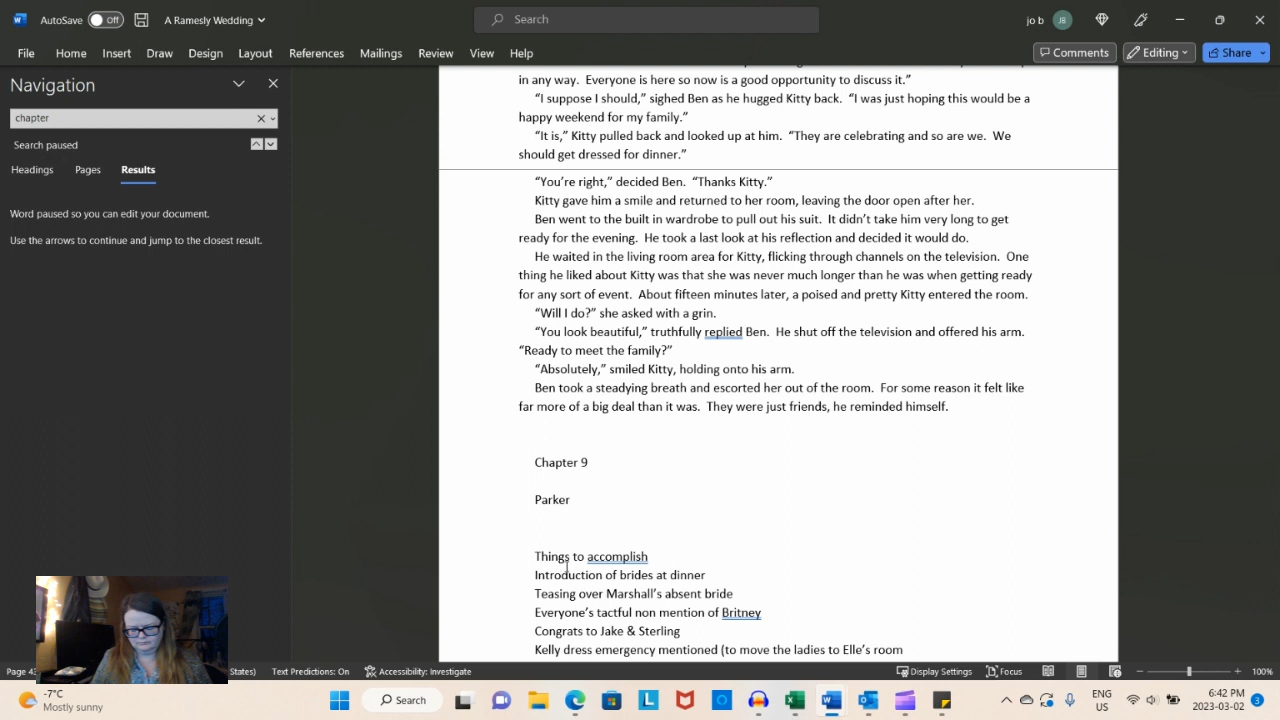 AutoSave Off A Ramesly Wedding Search jo b JB
File Home Insert Draw Design Layout References Mailings Review View Help Comments Editing Share
Navigation
chapter
Search paused
Headings Pages Results
Word paused so you can edit your document.
Use the arrows to continue and jump to the closest result.
in any way.  Everyone is here so now is a good opportunity to discuss it.”
“I suppose I should,” sighed Ben as he hugged Kitty back.  “I was just hoping this would be a
happy weekend for my family.”
“It is,” Kitty pulled back and looked up at him.  “They are celebrating and so are we.  We
should get dressed for dinner.”
“You’re right,” decided Ben.  “Thanks Kitty.”
Kitty gave him a smile and returned to her room, leaving the door open after her.
Ben went to the built in wardrobe to pull out his suit.  It didn’t take him very long to get
ready for the evening.  He took a last look at his reflection and decided it would do.
He waited in the living room area for Kitty, flicking through channels on the television.  One
thing he liked about Kitty was that she was never much longer than he was when getting ready
for any sort of event.  About fifteen minutes later, a poised and pretty Kitty entered the room.
“Will I do?” she asked with a grin.
“You look beautiful,” truthfully replied Ben.  He shut off the television and offered his arm.
“Ready to meet the family?”
“Absolutely,” smiled Kitty, holding onto his arm.
Ben took a steadying breath and escorted her out of the room.  For some reason it felt like
far more of a big deal than it was.  They were just friends, he reminded himself.
Chapter 9
Parker
Things to accomplish
Introduction of brides at dinner
Teasing over Marshall’s absent bride
Everyone’s tactful non mention of Britney
Congrats to Jake & Sterling
Kelly dress emergency mentioned (to move the ladies to Elle’s room
Page 43 States) Text Predictions: On Accessibility: Investigate Display Settings Focus 100%
-7°C
Mostly sunny
Search
ENG
US
6:42 PM
2023-03-02
3